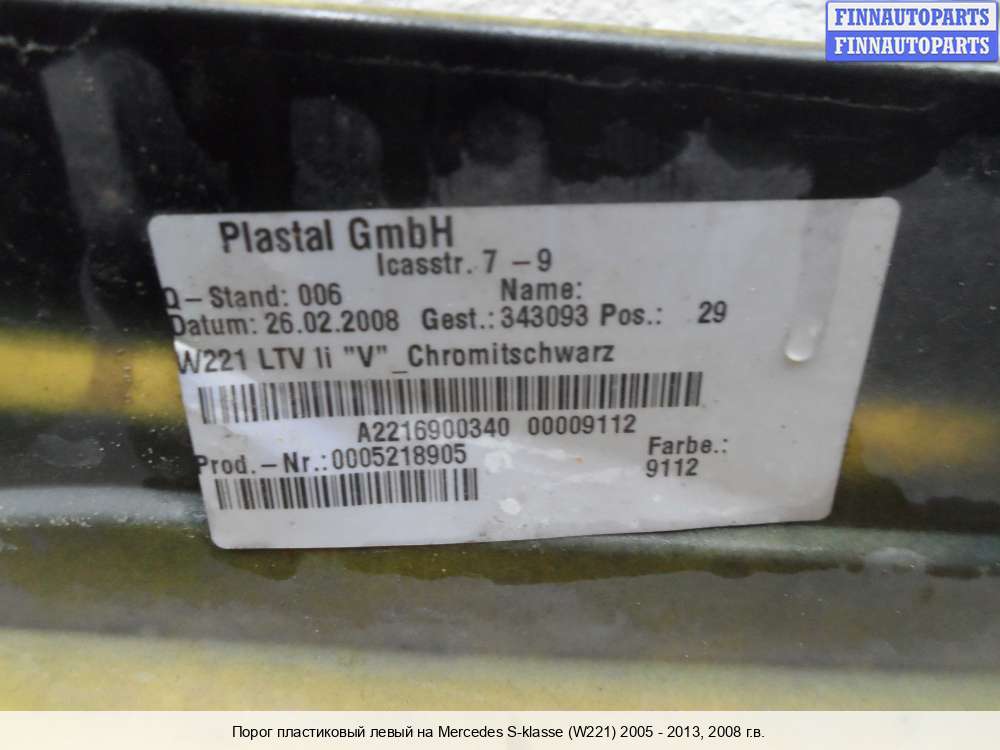 FINNAUTOPARTS
FINNAUTOPARTS
Plastal GmbH
Icasstr. 7 – 9
Q – Stand: 006 Name:
Datum: 26.02.2008 Gest.: 343093 Pos.: 29
W221 LTV li "V"_Chromitschwarz
A2216900340 00009112
Prod. – Nr.: 0005218905 Farbe.:
9112
Порог пластиковый левый на Mercedes S-klasse (W221) 2005 - 2013, 2008 г.в.